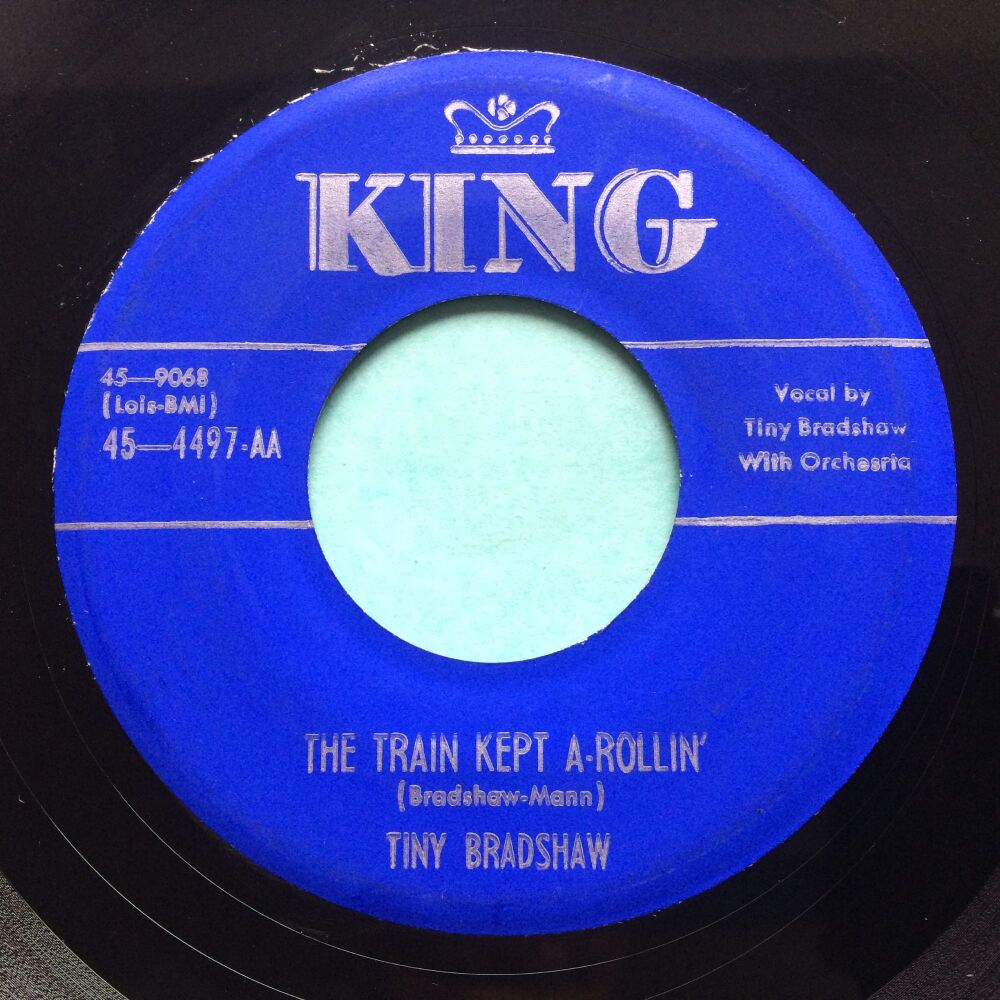 K
KING
45—9068
(Lois-BMI)
45—4497-AA
Vocal by
Tiny Bradshaw
With Orchesrta
THE TRAIN KEPT A-ROLLIN'
(Bradshaw-Mann)
TINY BRADSHAW